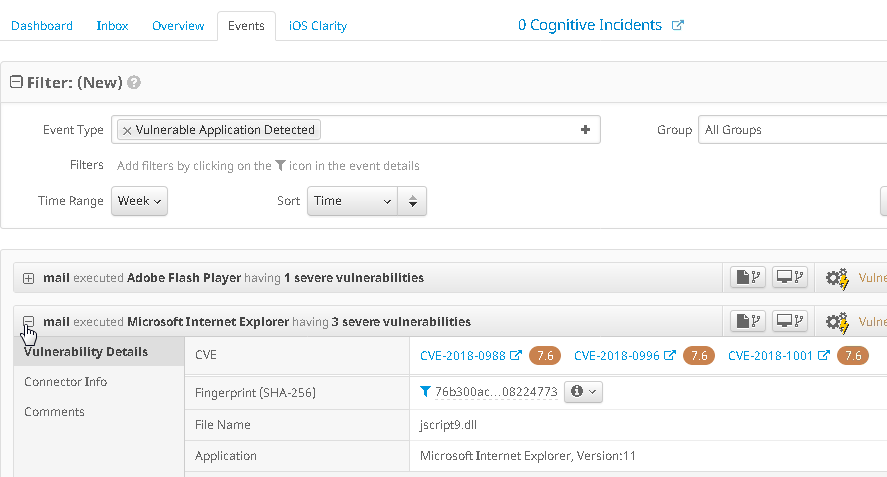 Dashboard Inbox Overview Events iOS Clarity 0 Cognitive Incidents
Filter: (New) ?
Event Type × Vulnerable Application Detected + Group All Groups
Filters Add filters by clicking on the icon in the event details
Time Range Week Sort Time
mail executed Adobe Flash Player having 1 severe vulnerabilities Vulne
mail executed Microsoft Internet Explorer having 3 severe vulnerabilities Vulne
Vulnerability Details CVE CVE-2018-0988 7.6 CVE-2018-0996 7.6 CVE-2018-1001 7.6
Connector Info Fingerprint (SHA-256) 76b300ac...08224773
Comments File Name jscript9.dll
Application Microsoft Internet Explorer, Version:11